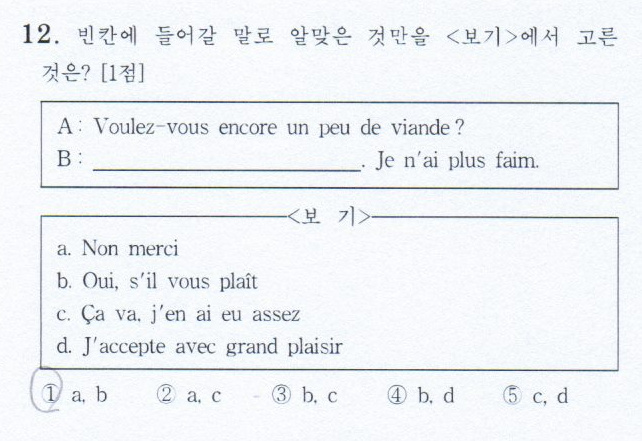 12. 빈칸에 들어갈 말로 알맞은 것만을 <보기>에서 고른
것은? [1점]
A : Voulez-vous encore un peu de viande ?
B : ____________________. Je n'ai plus faim.
<보 기>
a. Non merci
b. Oui, s'il vous plaît
c. Ça va, j'en ai eu assez
d. J'accepte avec grand plaisir
① a, b ② a, c ③ b, c ④ b, d ⑤ c, d